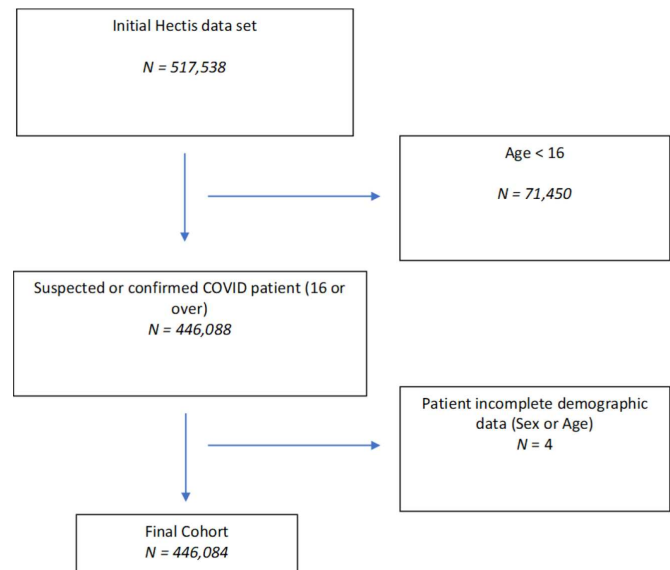 Initial Hectis data set
N = 517,538
Age < 16
N = 71,450
Suspected or confirmed COVID patient (16 or
over)
N = 446,088
Patient incomplete demographic
data (Sex or Age)
N = 4
Final Cohort
N = 446,084